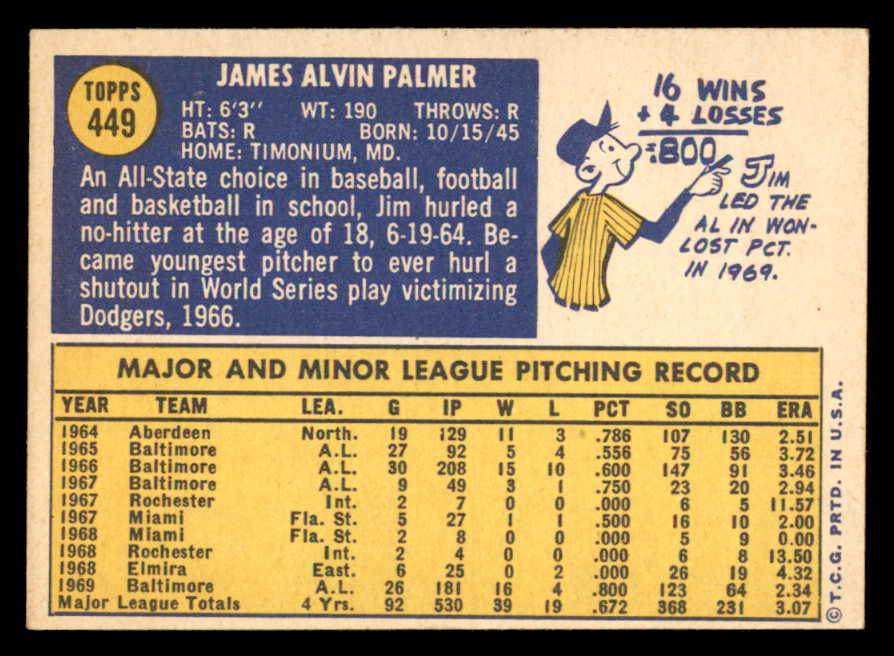 TOPPS
449
JAMES ALVIN PALMER
HT: 6'3" WT: 190 THROWS: R
BATS: R BORN: 10/15/45
HOME: TIMONIUM, MD.
An All-State choice in baseball, football
and basketball in school, Jim hurled a
no-hitter at the age of 18, 6-19-64. Be-
came youngest pitcher to ever hurl a
shutout in World Series play victimizing
Dodgers, 1966.
16 WINS
+ 4 LOSSES
=.800
JIM
LED THE
AL IN WON-
LOST PCT.
IN 1969.
MAJOR AND MINOR LEAGUE PITCHING RECORD
YEAR TEAM LEA. G IP W L PCT SO BB ERA
1964 Aberdeen North. 19 129 11 3 .786 107 130 2.51
1965 Baltimore A.L. 27 92 5 4 .556 75 56 3.72
1966 Baltimore A.L. 30 208 15 10 .600 147 91 3.46
1967 Baltimore A.L. 9 49 3 1 .750 23 20 2.94
1967 Rochester Int. 2 7 0 0 .000 6 5 11.57
1967 Miami Fla. St. 5 27 1 1 .500 16 10 2.00
1968 Miami Fla. St. 2 8 0 0 .000 5 9 0.00
1968 Rochester Int. 2 4 0 0 .000 6 8 13.50
1968 Elmira East. 6 25 0 2 .000 26 19 4.32
1969 Baltimore A.L. 26 181 16 4 .800 123 64 2.34
Major League Totals 4 Yrs. 92 530 39 19 .672 368 231 3.07
© T.C.G. PRTD. IN U.S.A.